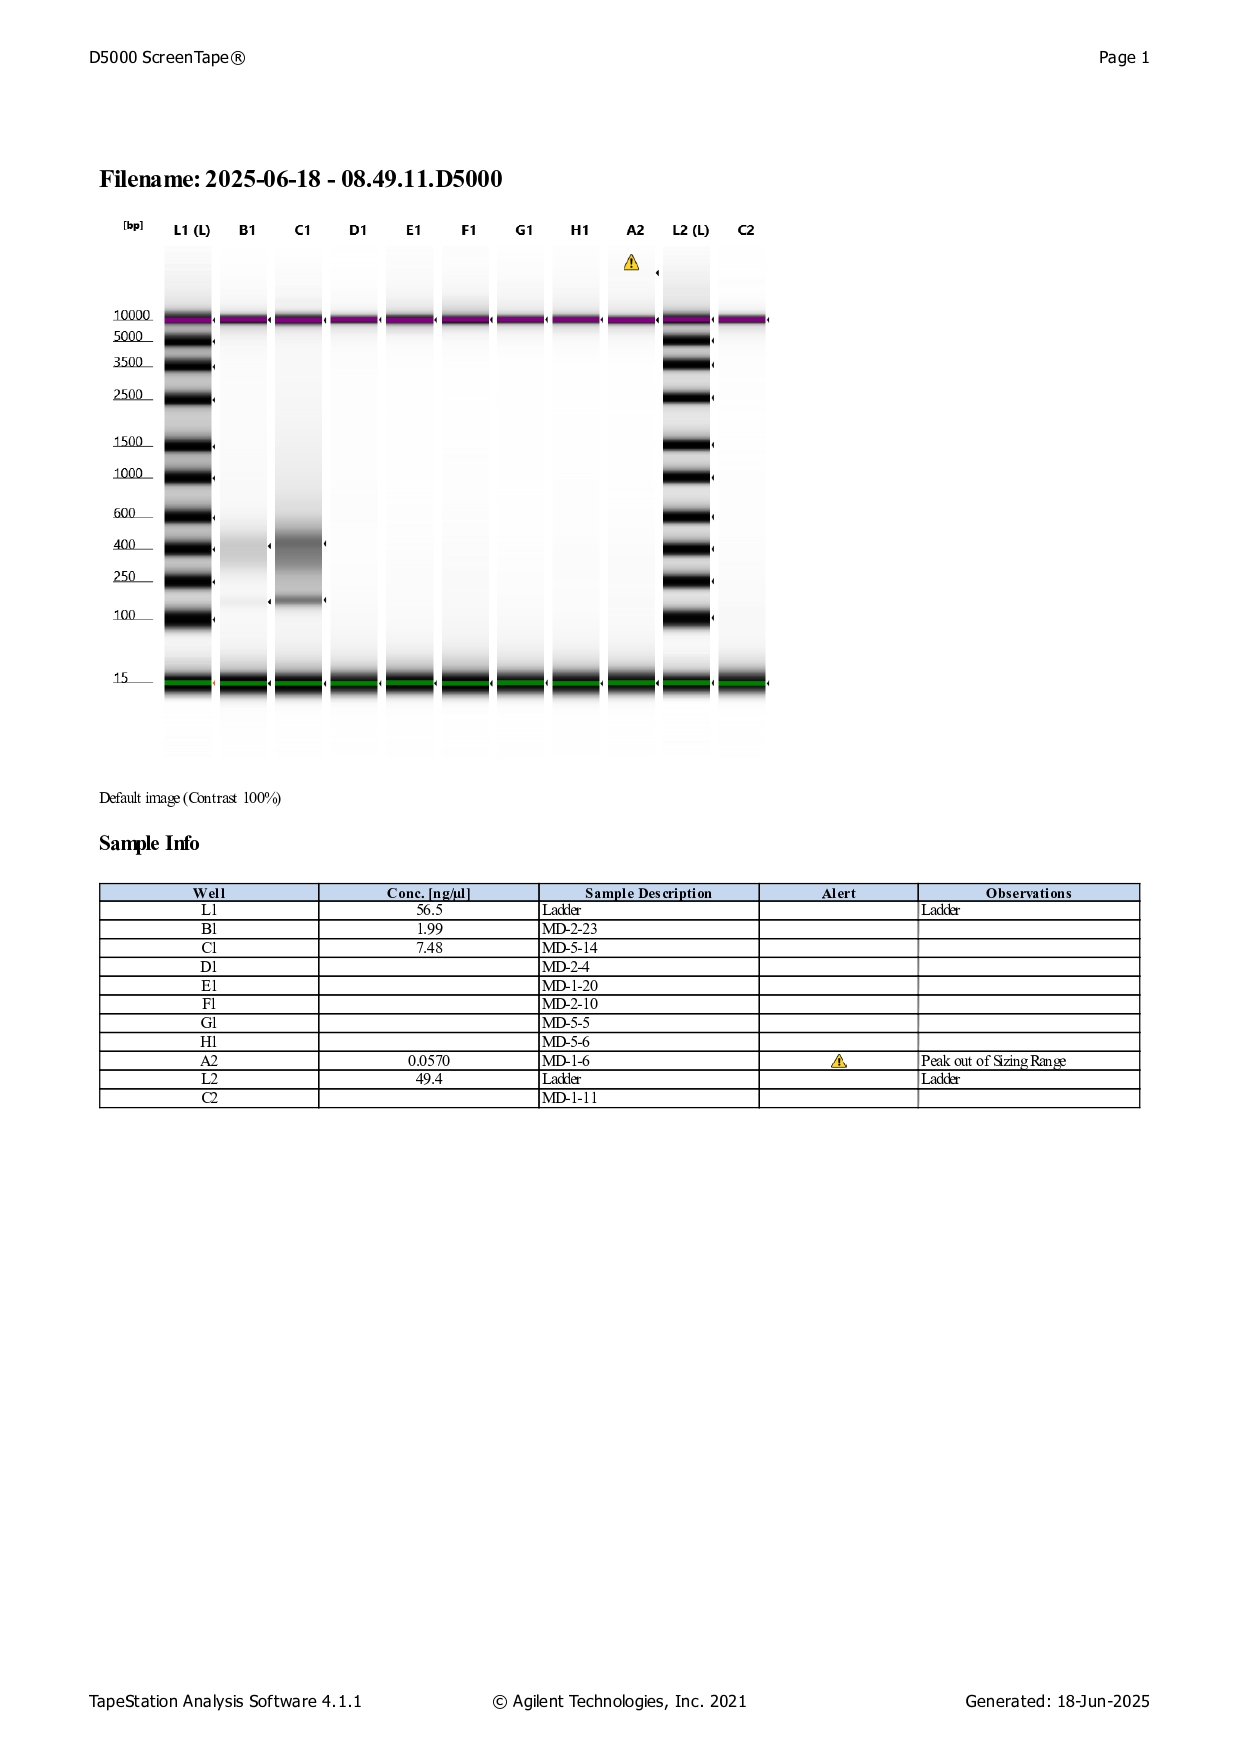 D5000 ScreenTape® Page 1
Filename: 2025-06-18 - 08.49.11.D5000
[bp] L1 (L) B1 C1 D1 E1 F1 G1 H1 A2 L2 (L) C2
10000
5000
3500
2500
1500
1000
600
400
250
100
15
Default image (Contrast 100%)
Sample Info
Well Conc. [ng/µl] Sample Description Alert Observations
L1 56.5 Ladder Ladder
B1 1.99 MD-2-23
C1 7.48 MD-5-14
D1 MD-2-4
E1 MD-1-20
F1 MD-2-10
G1 MD-5-5
H1 MD-5-6
A2 0.0570 MD-1-6 Peak out of Sizing Range
L2 49.4 Ladder Ladder
C2 MD-1-11
TapeStation Analysis Software 4.1.1 © Agilent Technologies, Inc. 2021 Generated: 18-Jun-2025